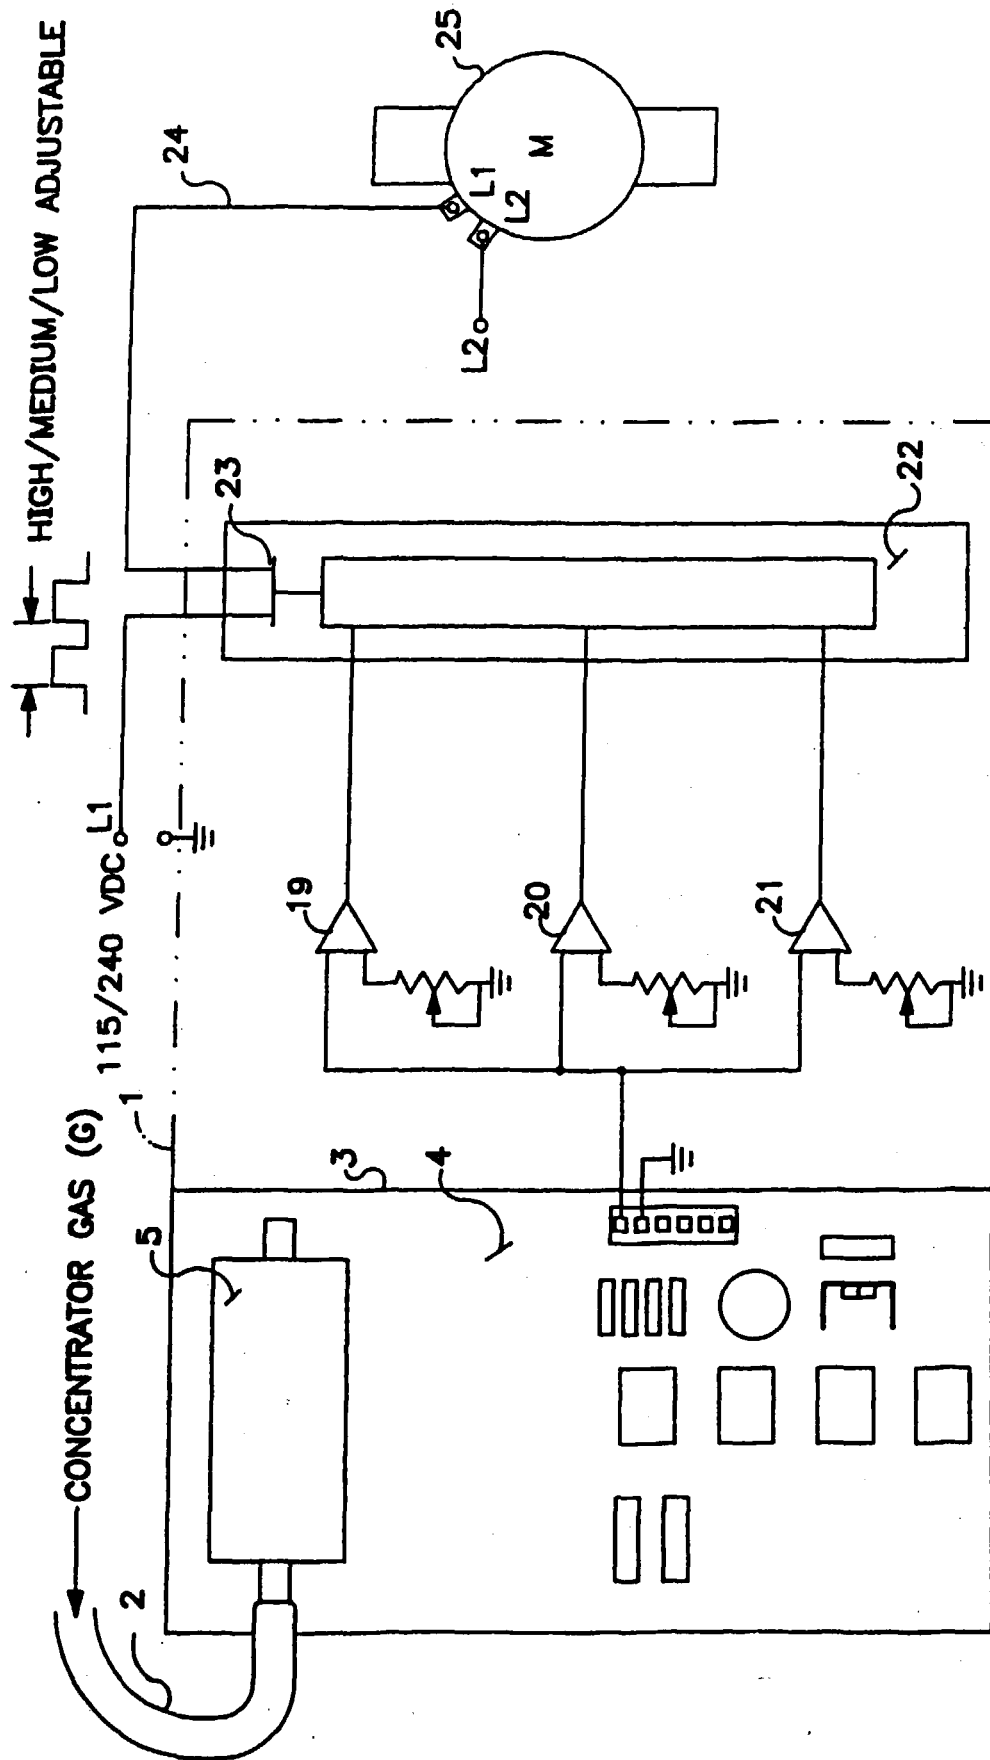 CONCENTRATOR GAS (G)
HIGH/MEDIUM/LOW ADJUSTABLE
115/240 VDC L1
1
2
3
4
5
19
20
21
22
23
24
25
L1
L2
M
L2